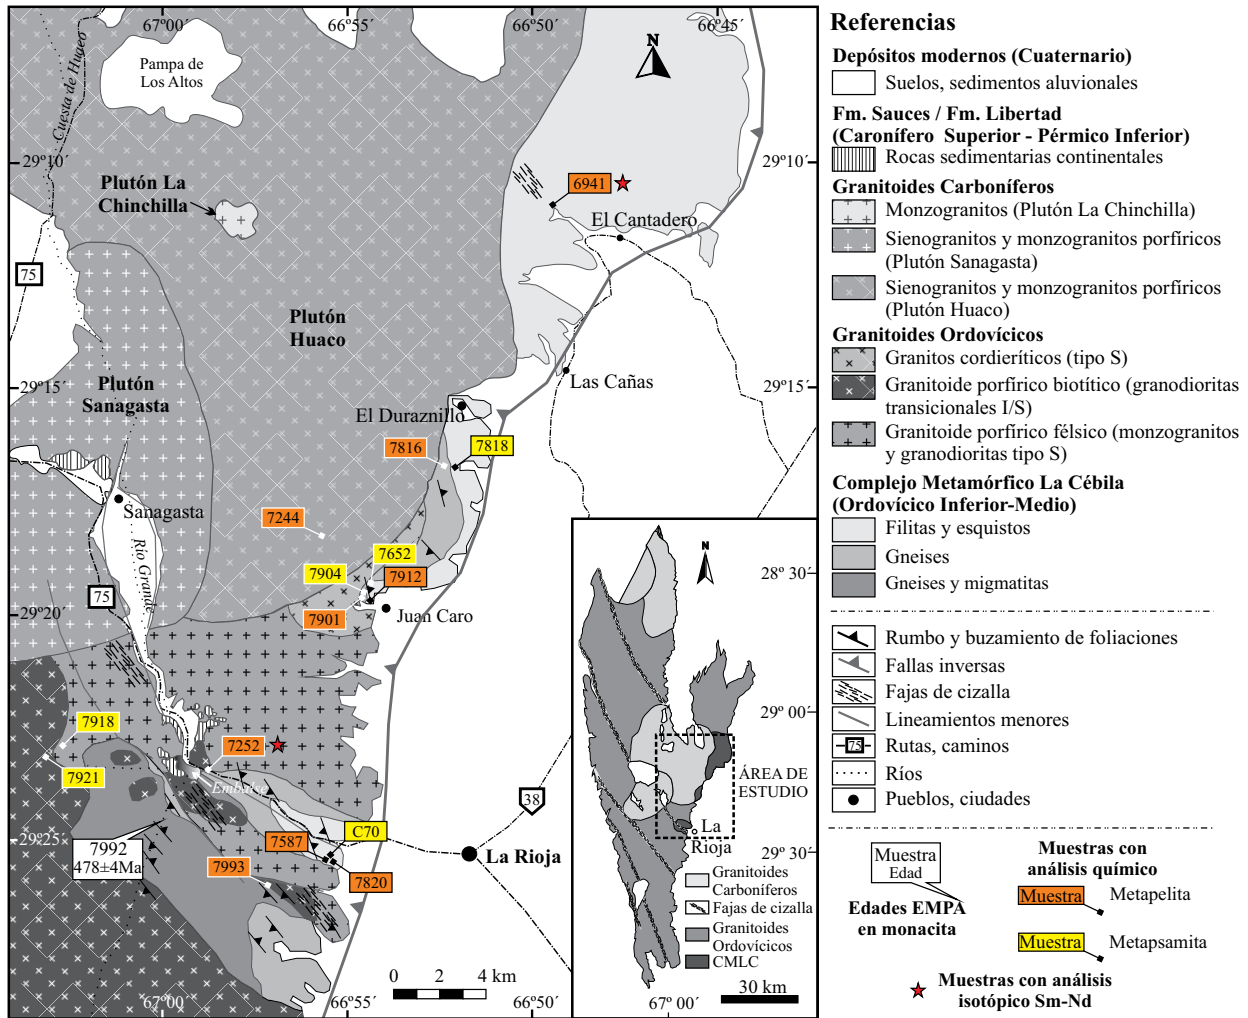 67°00´
66°55´
66°50´
66°45´
Cuesta de Huaco
Pampa de
Los Altos
N
29°10´
29°10´
Plutón La
Chinchilla
6941
El Cantadero
75
Plutón
Huaco
29°15´
29°15´
Plutón
Sanagasta
Las Cañas
El Duraznillo
7816
7818
Sanagasta
7244
Río Grande
7652
7904
7912
75
7901
Juan Caro
29°20´
7918
7252
7921
Embalse
38
C70
29°25´
7587
7992
478±4Ma
7993
La Rioja
7820
0 2 4 km
67°00´
66°55´
66°50´
N
28° 30´
29° 00´
ÁREA DE
ESTUDIO
La
Rioja
29° 30´
Granitoides
Carboníferos
Fajas de cizalla
Granitoides
Ordovícicos
CMLC
67° 00´
30 km
Referencias
Depósitos modernos (Cuaternario)
Suelos, sedimentos aluvionales
Fm. Sauces / Fm. Libertad
(Caronífero Superior - Pérmico Inferior)
Rocas sedimentarias continentales
Granitoides Carboníferos
Monzogranitos (Plutón La Chinchilla)
Sienogranitos y monzogranitos porfíricos
(Plutón Sanagasta)
Sienogranitos y monzogranitos porfíricos
(Plutón Huaco)
Granitoides Ordovícicos
Granitos cordieríticos (tipo S)
Granitoide porfírico biotítico (granodioritas
transicionales I/S)
Granitoide porfírico félsico (monzogranitos
y granodioritas tipo S)
Complejo Metamórfico La Cébila
(Ordovícico Inferior-Medio)
Filitas y esquistos
Gneises
Gneises y migmatitas
Rumbo y buzamiento de foliaciones
Fallas inversas
Fajas de cizalla
Lineamientos menores
75
Rutas, caminos
Ríos
Pueblos, ciudades
Muestra
Edad
Edades EMPA
en monacita
Muestras con
análisis químico
Muestra
Metapelita
Muestra
Metapsamita
Muestras con análisis
isotópico Sm-Nd